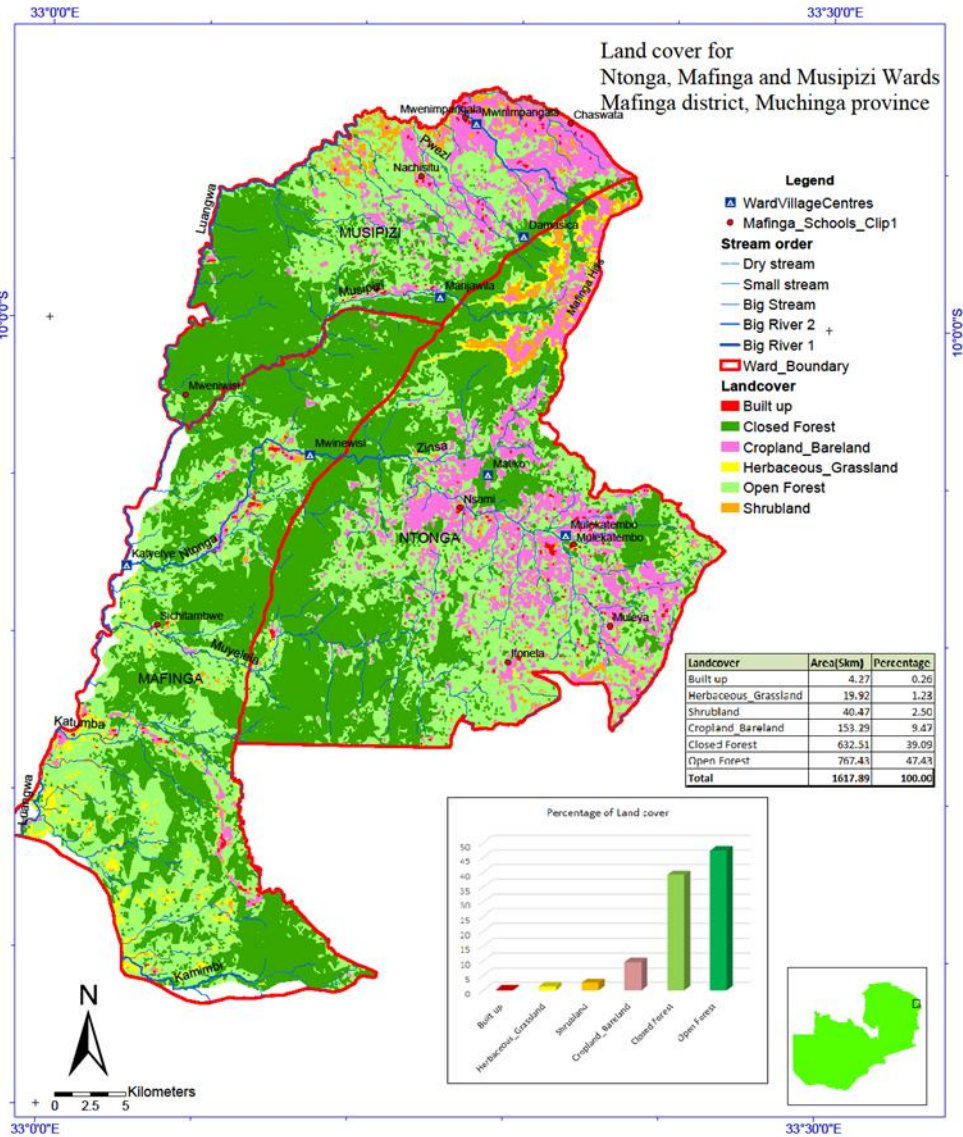 33°0'0"E
33°30'0"E
Land cover for
Ntonga, Mafinga and Musipizi Wards
Mafinga district, Muchinga province
Mwenimpangala
Mwinimpangala
Chaswata
Pwezi
Nachisitu
Luangwa
Damasica
MUSIPIZI
Musipizi
Maniawila
Mafinga Hills
10°0'0"S
10°0'0"S
Mweniwisi
Mwinewisi
Zinsa
Matiko
Nsami
NTONGA
Mulekatembo
Mulekatembo
Katyetye
Ntonga
Sichitambwe
Muleya
Muyelela
Ifoneta
MAFINGA
Katumba
Luangwa
Kamimbi
Legend
WardVillageCentres
Mafinga_Schools_Clip1
Stream order
Dry stream
Small stream
Big Stream
Big River 2
Big River 1
Ward_Boundary
Landcover
Built up
Closed Forest
Cropland_Bareland
Herbaceous_Grassland
Open Forest
Shrubland
Landcover Area(Skm) Percentage
Built up 4.27 0.26
Herbaceous_Grassland 19.92 1.23
Shrubland 40.47 2.50
Cropland_Bareland 153.29 9.47
Closed Forest 632.51 39.09
Open Forest 767.43 47.43
Total 1617.89 100.00
Percentage of Land cover
50
45
40
35
30
25
20
15
10
5
0
Built up
Herbaceous_Grassland
Shrubland
Cropland_Bareland
Closed Forest
Open Forest
N
Kilometers
0 2.5 5
33°0'0"E
33°30'0"E